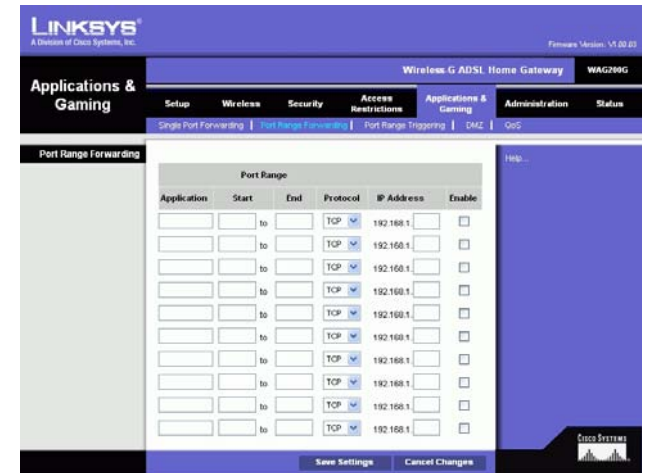 LINKSYS®
A Division of Cisco Systems, Inc.
Firmware Version: V1.00.03
Wireless-G ADSL Home Gateway WAG200G
Applications & Gaming
Setup Wireless Security Access Restrictions Applications & Gaming Administration Status
Single Port Forwarding | Port Range Forwarding | Port Range Triggering | DMZ | QoS
Port Range Forwarding
Help...
Port Range
Application Start End Protocol IP Address Enable
to TCP 192.168.1.
to TCP 192.168.1.
to TCP 192.168.1.
to TCP 192.168.1.
to TCP 192.168.1.
to TCP 192.168.1.
to TCP 192.168.1.
to TCP 192.168.1.
to TCP 192.168.1.
to TCP 192.168.1.
Save Settings Cancel Changes
CISCO SYSTEMS